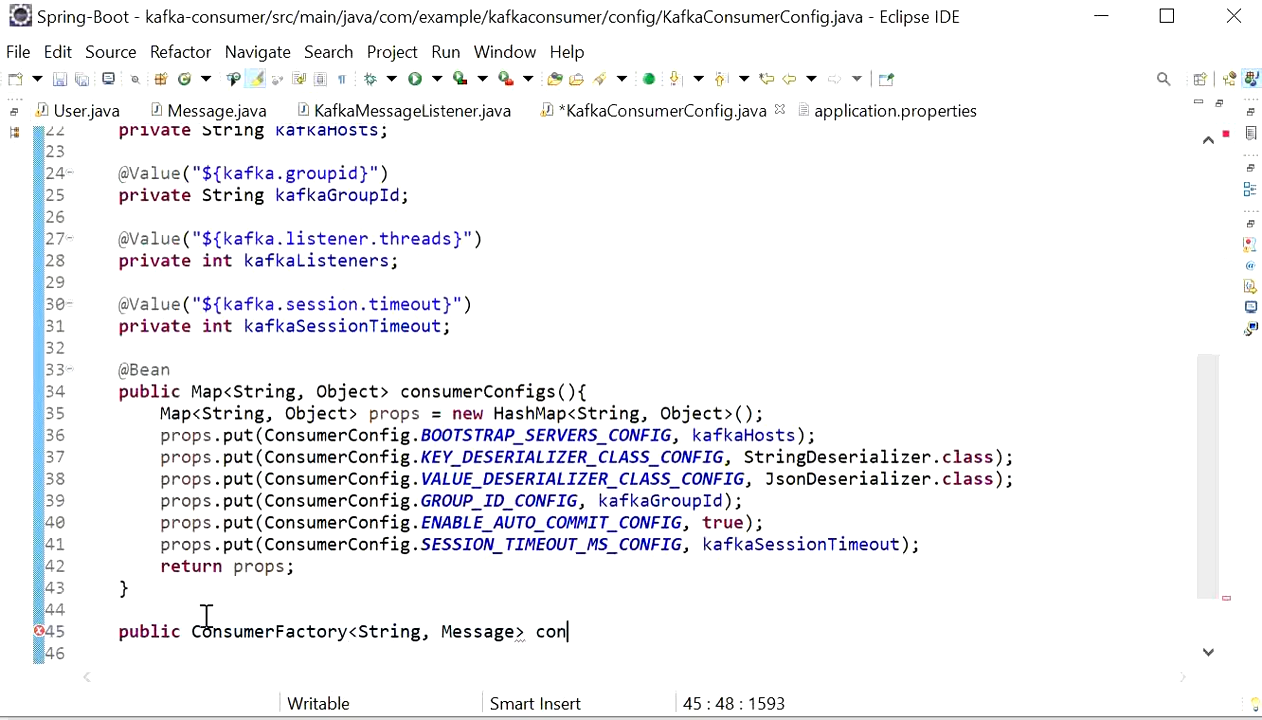 Spring-Boot - kafka-consumer/src/main/java/com/example/kafkaconsumer/config/KafkaConsumerConfig.java - Eclipse IDE
File Edit Source Refactor Navigate Search Project Run Window Help
User.java Message.java KafkaMessageListener.java *KafkaConsumerConfig.java application.properties
22 private String kafkaHosts;
23
24 @Value("${kafka.groupid}")
25 private String kafkaGroupId;
26
27 @Value("${kafka.listener.threads}")
28 private int kafkaListeners;
29
30 @Value("${kafka.session.timeout}")
31 private int kafkaSessionTimeout;
32
33 @Bean
34 public Map<String, Object> consumerConfigs(){
35 Map<String, Object> props = new HashMap<String, Object>();
36 props.put(ConsumerConfig.BOOTSTRAP_SERVERS_CONFIG, kafkaHosts);
37 props.put(ConsumerConfig.KEY_DESERIALIZER_CLASS_CONFIG, StringDeserializer.class);
38 props.put(ConsumerConfig.VALUE_DESERIALIZER_CLASS_CONFIG, JsonDeserializer.class);
39 props.put(ConsumerConfig.GROUP_ID_CONFIG, kafkaGroupId);
40 props.put(ConsumerConfig.ENABLE_AUTO_COMMIT_CONFIG, true);
41 props.put(ConsumerConfig.SESSION_TIMEOUT_MS_CONFIG, kafkaSessionTimeout);
42 return props;
43 }
44
45 public ConsumerFactory<String, Message> con
46
Writable Smart Insert 45 : 48 : 1593